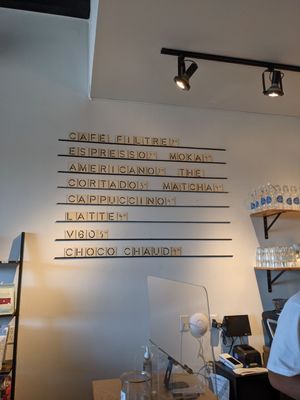 CAFE FILTRE
ESPRESSO MOKA
AMERICANO THE
CORTADO MATCHA
CAPPUCCINO
LATTE
V60
CHOCO CHAUD